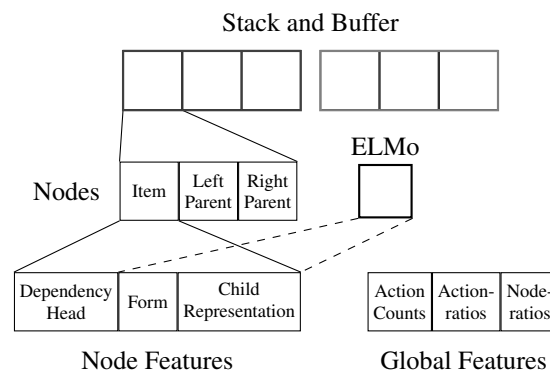 Stack and Buffer
ELMo
Nodes
Item
Left
Parent
Right
Parent
Dependency
Head
Form
Child
Representation
Action
Counts
Action-
ratios
Node-
ratios
Node Features
Global Features